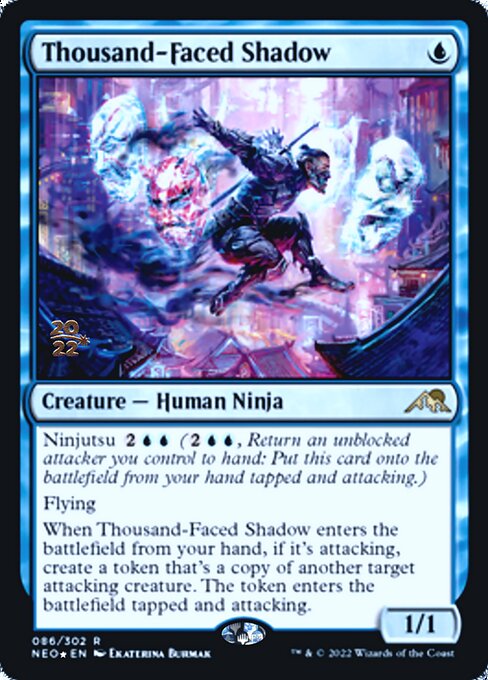 Thousand-Faced Shadow
20
22
Creature — Human Ninja
Ninjutsu 2 ( 2 , Return an unblocked
attacker you control to hand: Put this card onto the
battlefield from your hand tapped and attacking.)
Flying
When Thousand-Faced Shadow enters the
battlefield from your hand, if it's attacking,
create a token that's a copy of another target
attacking creature. The token enters the
battlefield tapped and attacking.
1/1
086/302 R
NEO★EN Ekaterina Burmak
™ & © 2022 Wizards of the Coast